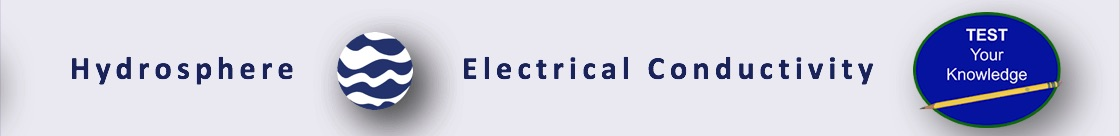 Hydrosphere
Electrical Conductivity
TEST
Your
Knowledge